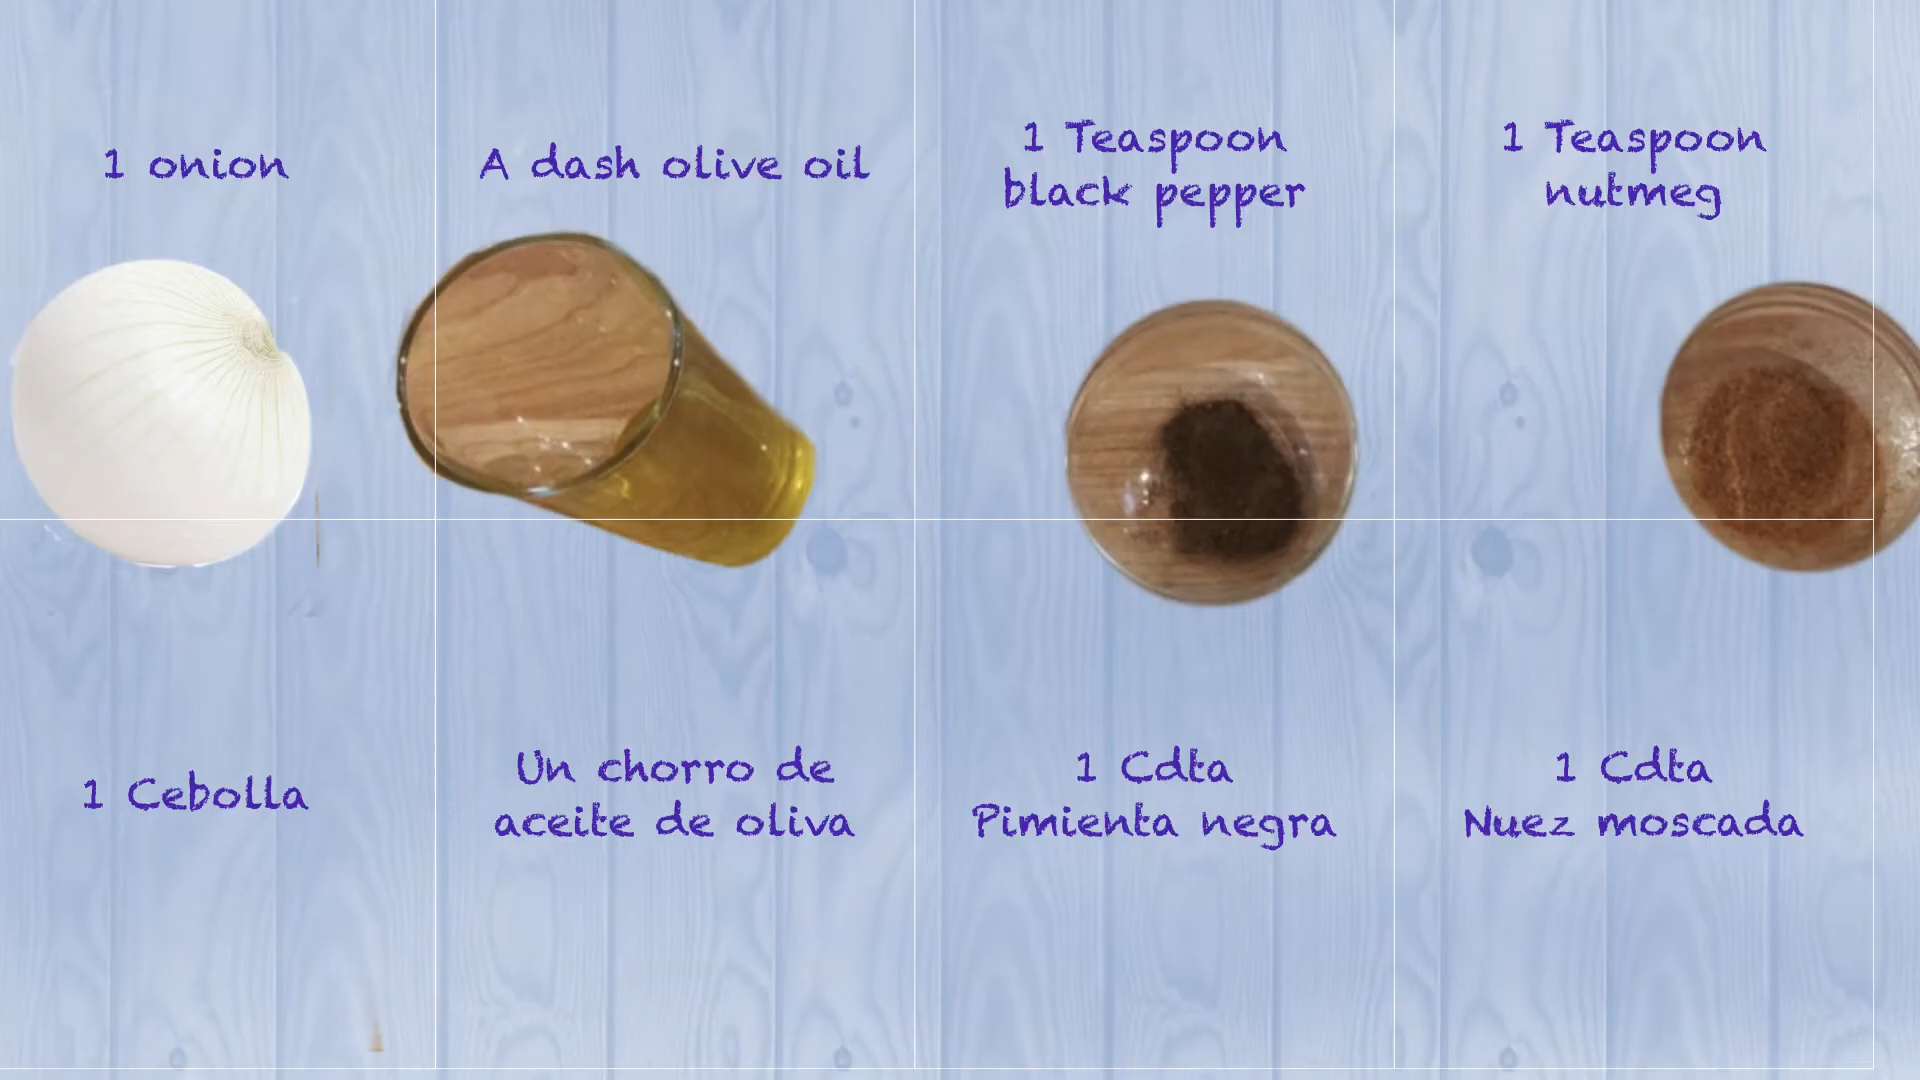 1 onion
A dash olive oil
1 Teaspoon
black pepper
1 Teaspoon
nutmeg
1 Cebolla
Un chorro de
aceite de oliva
1 Cdta
Pimienta negra
1 Cdta
Nuez moscada